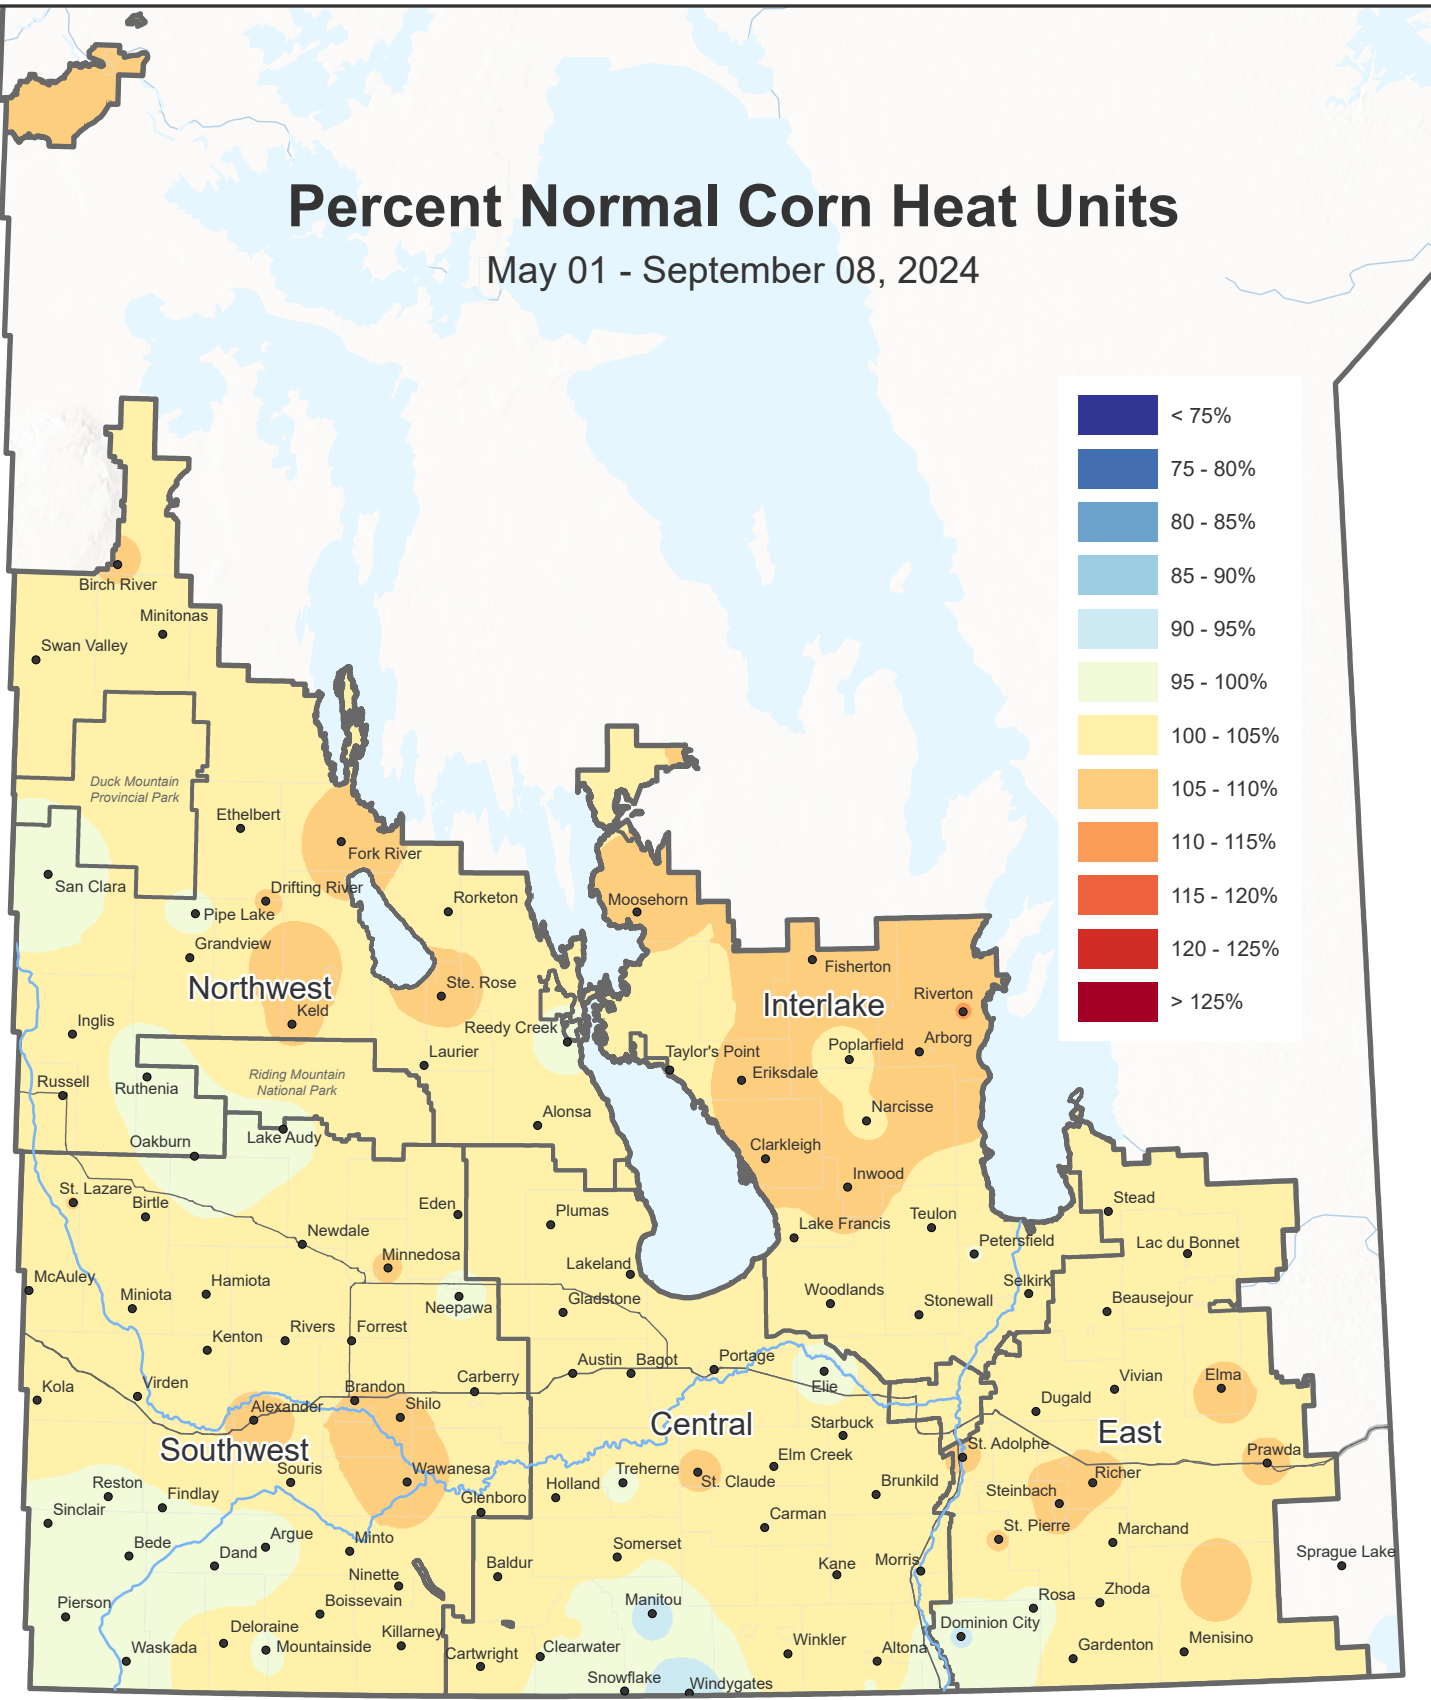 Percent Normal Corn Heat Units
May 01 - September 08, 2024
< 75%
75 - 80%
80 - 85%
85 - 90%
90 - 95%
95 - 100%
100 - 105%
105 - 110%
110 - 115%
115 - 120%
120 - 125%
> 125%
Birch River
Minitonas
Swan Valley
Duck Mountain
Provincial Park
Ethelbert
Fork River
San Clara
Drifting River
Pipe Lake
Rorketon
Moosehorn
Grandview
Northwest
Ste. Rose
Keld
Fisherton
Interlake
Riverton
Inglis
Reedy Creek
Laurier
Taylor's Point
Eriksdale
Poplarfield
Arborg
Russell
Ruthenia
Riding Mountain
National Park
Alonsa
Narcisse
Oakburn
Lake Audy
Clarkleigh
Inwood
St. Lazare
Birtle
Eden
Plumas
Lake Francis
Teulon
Stead
Newdale
Minnedosa
Lakeland
Petersfield
Lac du Bonnet
McAuley
Miniota
Hamiota
Neepawa
Gladstone
Woodlands
Stonewall
Selkirk
Beausejour
Kenton
Rivers
Forrest
Austin
Bagot
Portage
Elie
Kola
Virden
Brandon
Carberry
Shilo
Alexander
Central
Starbuck
Dugald
Vivian
Elma
East
Southwest
Souris
Wawanesa
Treherne
St. Claude
Elm Creek
St. Adolphe
Prawda
Reston
Findlay
Glenboro
Holland
Brunkild
Steinbach
Richer
Sinclair
Argue
Minto
Carman
St. Pierre
Marchand
Bede
Dand
Ninette
Baldur
Somerset
Kane
Morris
Sprague Lake
Pierson
Boissevain
Manitou
Rosa
Zhoda
Deloraine
Mountainside
Killarney
Dominion City
Waskada
Cartwright
Clearwater
Winkler
Altona
Gardenton
Menisino
Snowflake
Windygates